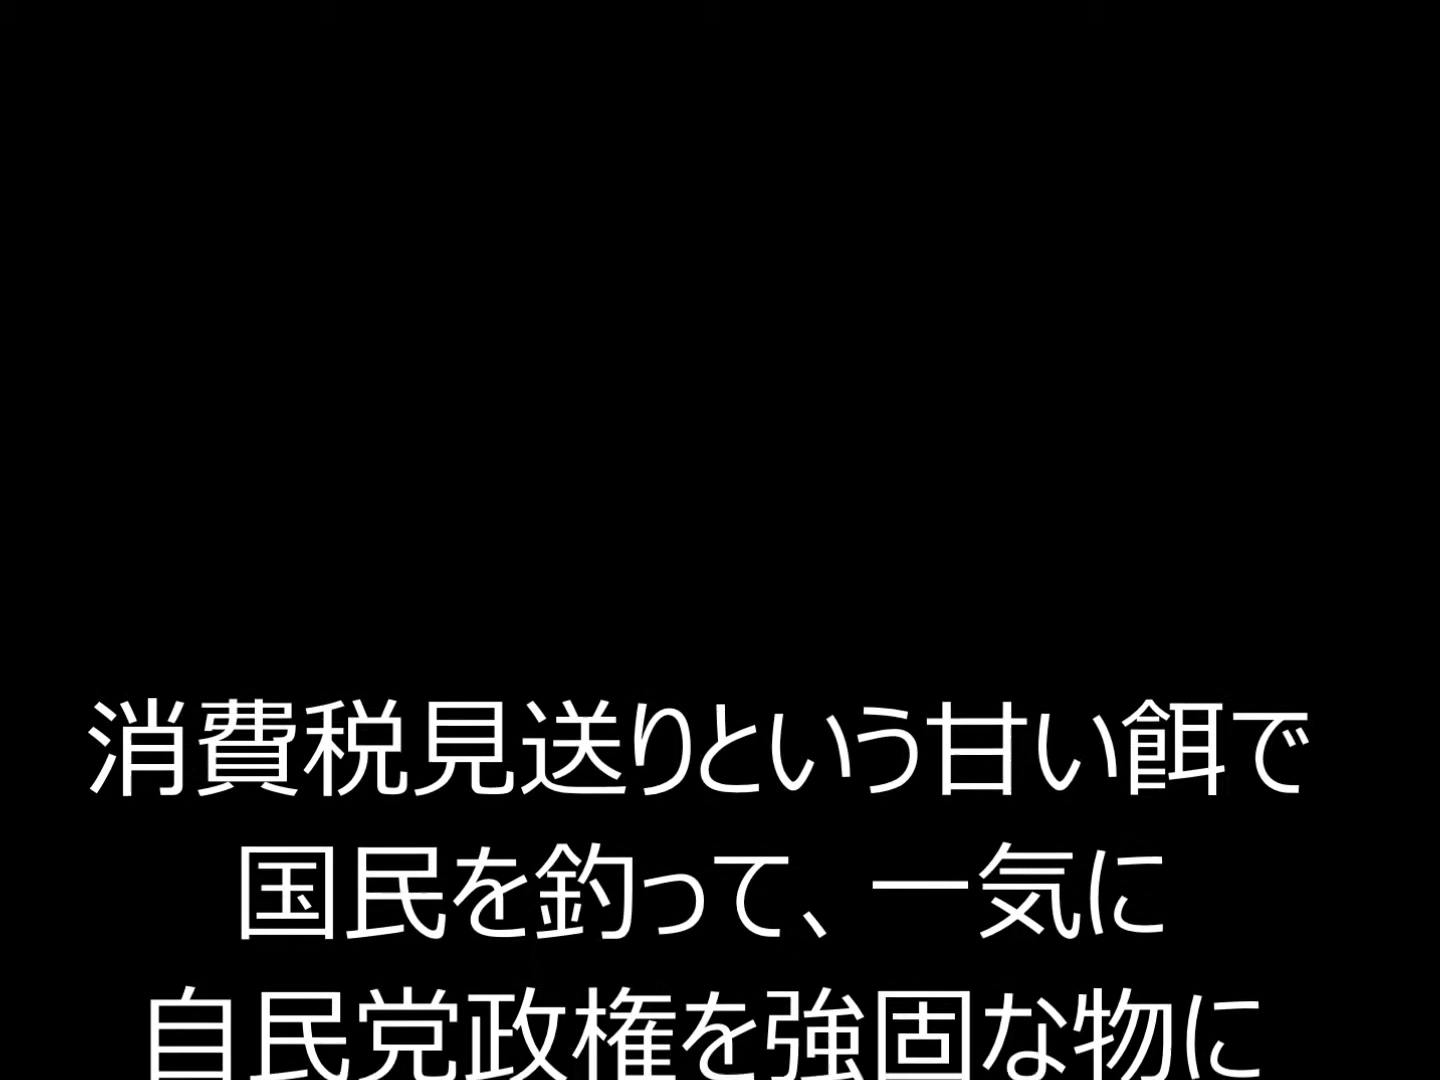 消費税見送りという甘い餌で
国民を釣って、一気に
自民党政権を強固な物に